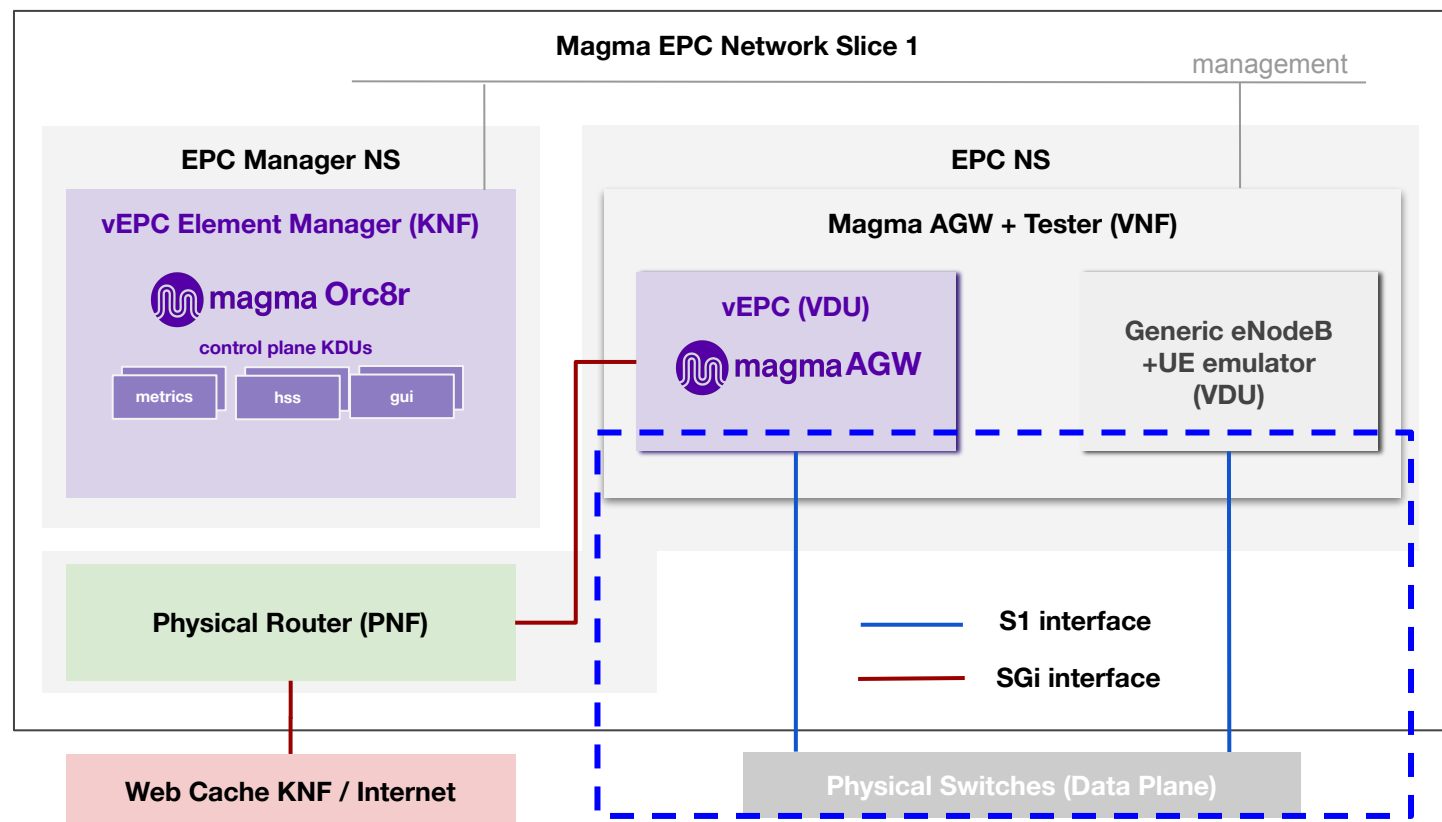 Magma EPC Network Slice 1
management
EPC Manager NS
vEPC Element Manager (KNF)
magma Orc8r
control plane KDUs
metrics
hss
gui
EPC NS
Magma AGW + Tester (VNF)
vEPC (VDU)
magma AGW
Generic eNodeB
+UE emulator
(VDU)
Physical Router (PNF)
S1 interface
SGi interface
Web Cache KNF / Internet
Physical Switches (Data Plane)